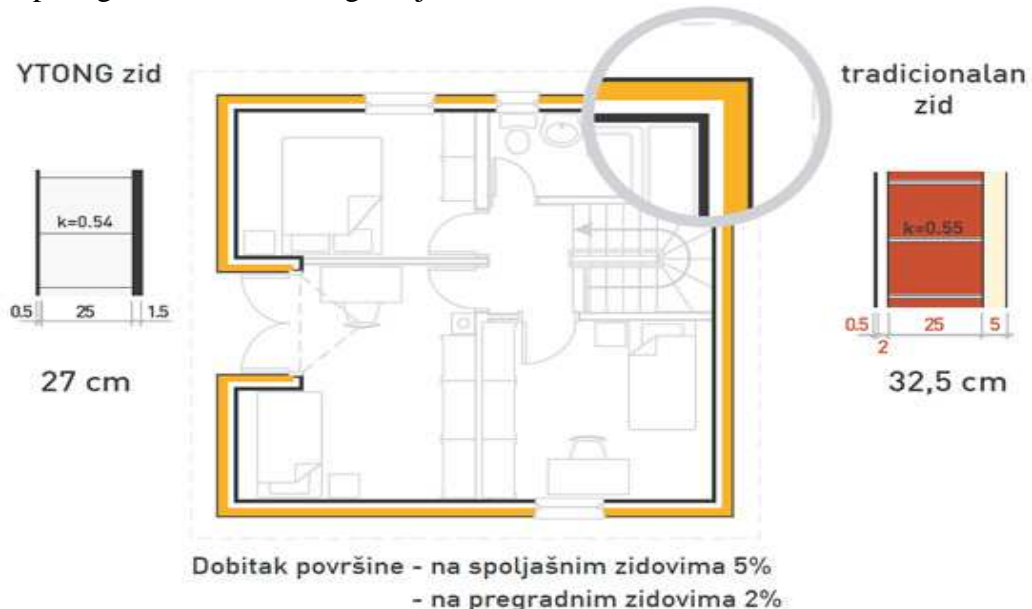 YTONG zid
k=0.54
0.5 25 1.5
27 cm
tradicionalan
zid
k=0.55
0.5 25 5
2
32,5 cm
Dobitak površine - na spoljašnim zidovima 5%
- na pregradnim zidovima 2%